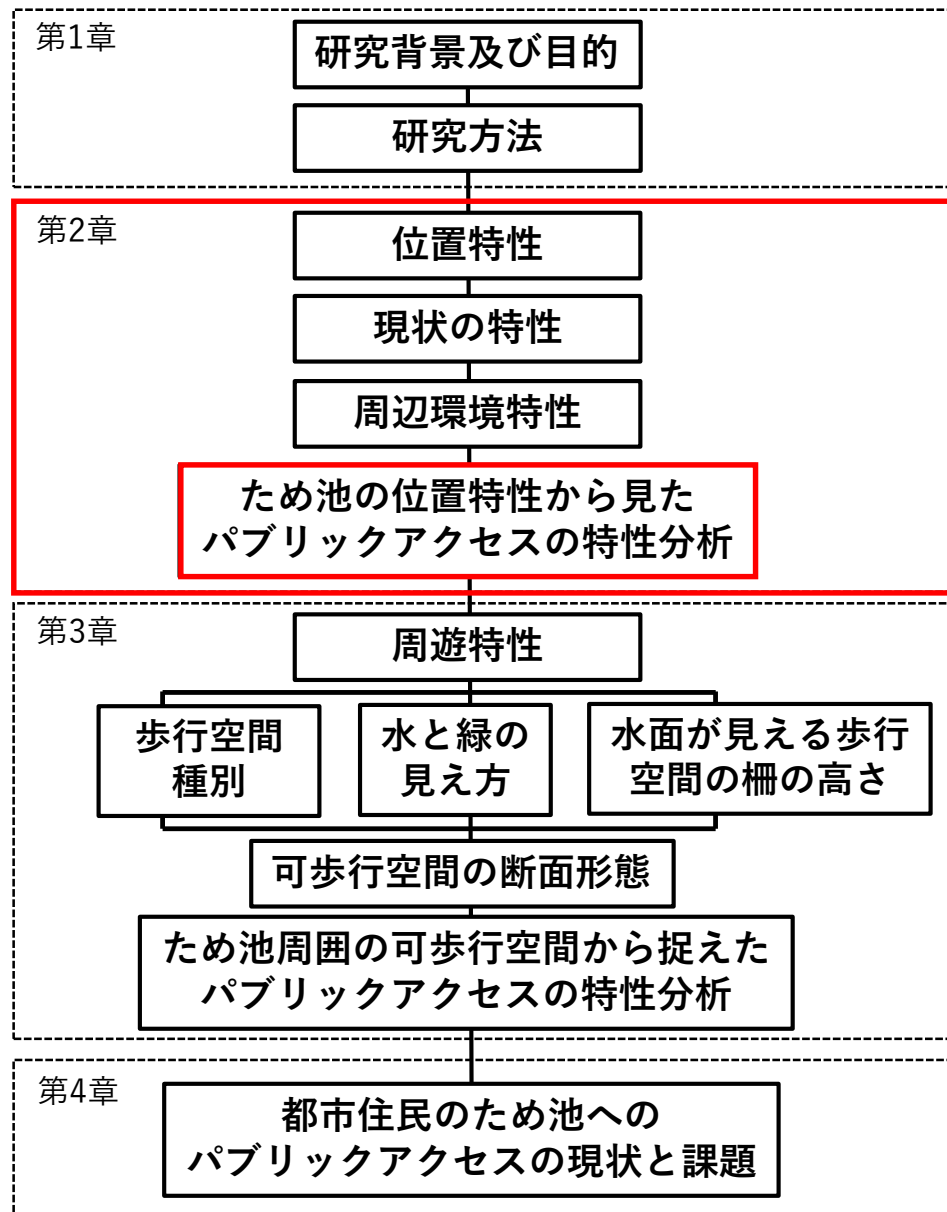 第1章
研究背景及び目的
研究方法
第2章
位置特性
現状の特性
周辺環境特性
ため池の位置特性から見た
パブリックアクセスの特性分析
第3章
周遊特性
歩行空間
種別
水と緑の
見え方
水面が見える歩行
空間の柵の高さ
可歩行空間の断面形態
ため池周囲の可歩行空間から捉えた
パブリックアクセスの特性分析
第4章
都市住民のため池への
パブリックアクセスの現状と課題